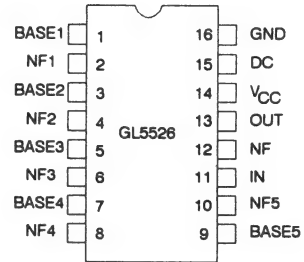 BASE1 1 16 GND
NF1 2 15 DC
BASE2 3 14 VCC
NF2 4 13 OUT
GL5526
BASE3 5 12 NF
NF3 6 11 IN
BASE4 7 10 NF5
NF4 8 9 BASE5